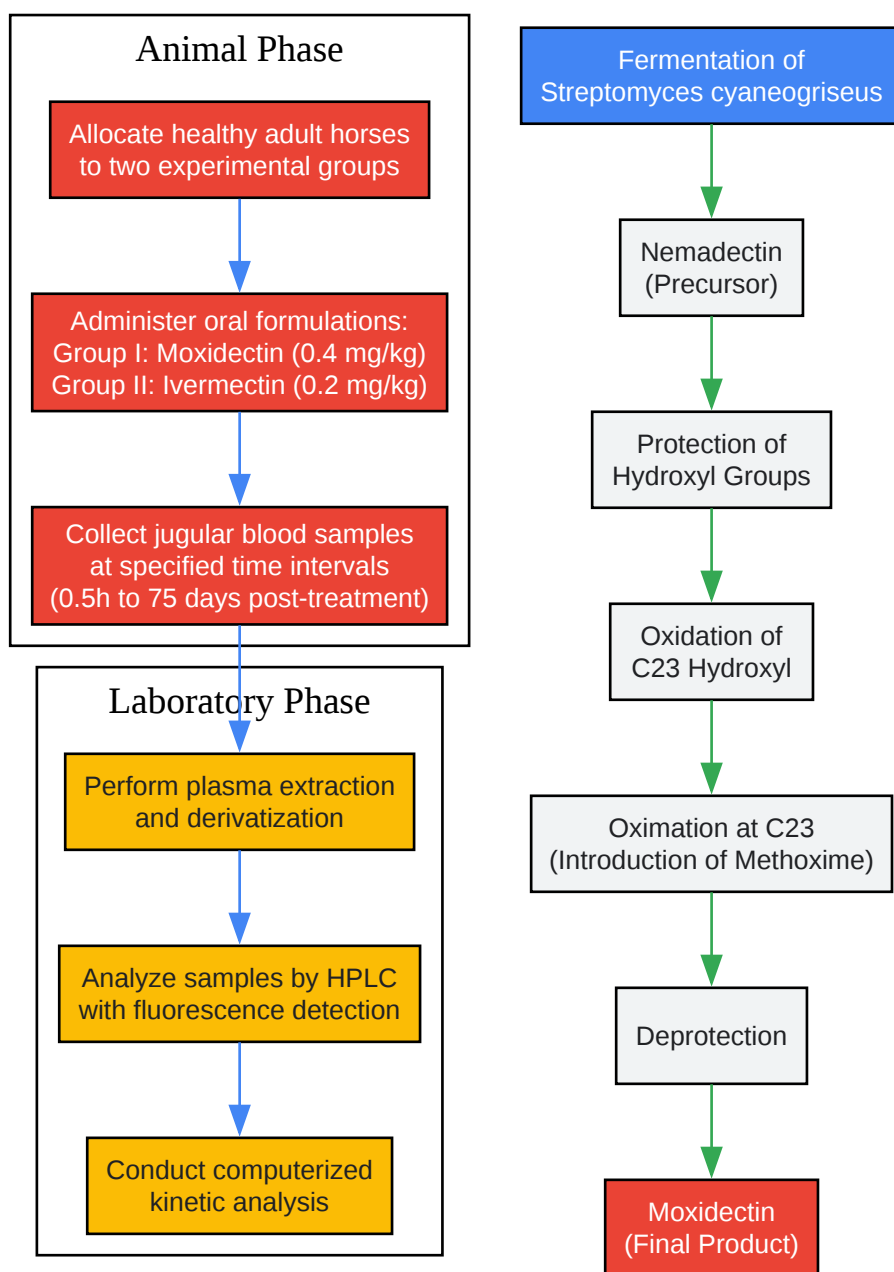 Animal Phase
Allocate healthy adult horses
to two experimental groups
Administer oral formulations:
Group I: Moxidectin (0.4 mg/kg)
Group II: Ivermectin (0.2 mg/kg)
Collect jugular blood samples
at specified time intervals
(0.5h to 75 days post-treatment)
Laboratory Phase
Perform plasma extraction
and derivatization
Analyze samples by HPLC
with fluorescence detection
Conduct computerized
kinetic analysis
Fermentation of
Streptomyces cyaneogriseus
Nemadectin
(Precursor)
Protection of
Hydroxyl Groups
Oxidation of
C23 Hydroxyl
Oximation at C23
(Introduction of Methoxime)
Deprotection
Moxidectin
(Final Product)